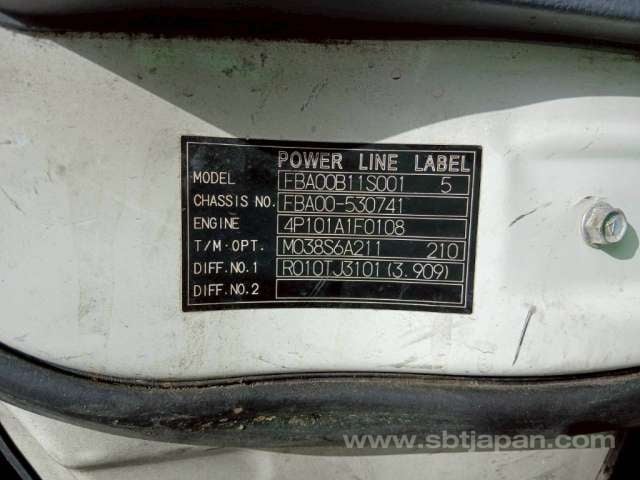 POWER LINE LABEL
MODEL FBA00B11S001 5
CHASSIS NO. FBA00-530741
ENGINE 4P101A1F0108
T/M·OPT. M038S6A211 210
DIFF.NO.1 R010TJ3101(3.909)
DIFF.NO.2
www.sbtjapan.com